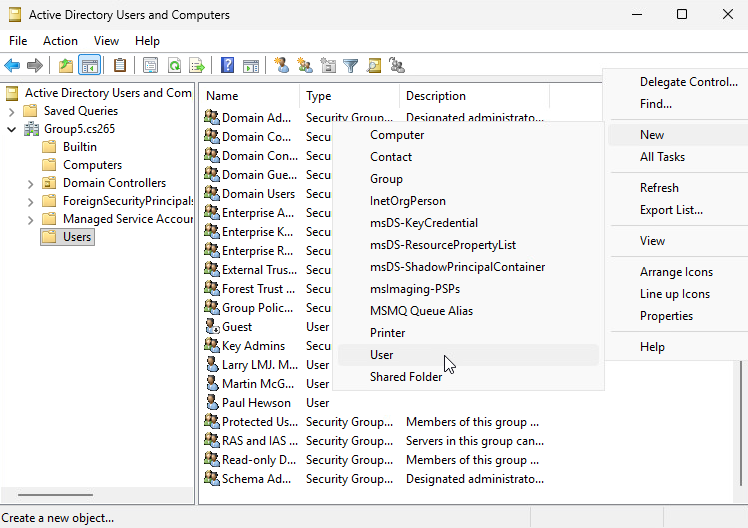 Active Directory Users and Computers
File Action View Help
Active Directory Users and Com
Saved Queries
Group5.cs265
Builtin
Computers
Domain Controllers
ForeignSecurityPrincipals
Managed Service Accour
Users
Name Type Description
Domain Ad... Security Group... Designated administrato...
Domain Co... Secu
Domain Con... Secu
Domain Gue... Secu
Domain Users Secu
Enterprise A... Secu
Enterprise K... Secu
Enterprise R... Secu
External Trus... Secu
Forest Trust ... Secu
Group Polic... Secu
Guest User
Key Admins Secu
Larry LMJ. M... User
Martin McG... User
Paul Hewson User
Protected Us... Security Group... Members of this group ...
RAS and IAS ... Security Group... Servers in this group can...
Read-only D... Security Group... Members of this group ...
Schema Ad... Security Group... Designated administrato...
Computer
Contact
Group
InetOrgPerson
msDS-KeyCredential
msDS-ResourcePropertyList
msDS-ShadowPrincipalContainer
msImaging-PSPs
MSMQ Queue Alias
Printer
User
Shared Folder
Delegate Control...
Find...
New
All Tasks
Refresh
Export List...
View
Arrange Icons
Line up Icons
Properties
Help
Create a new object...